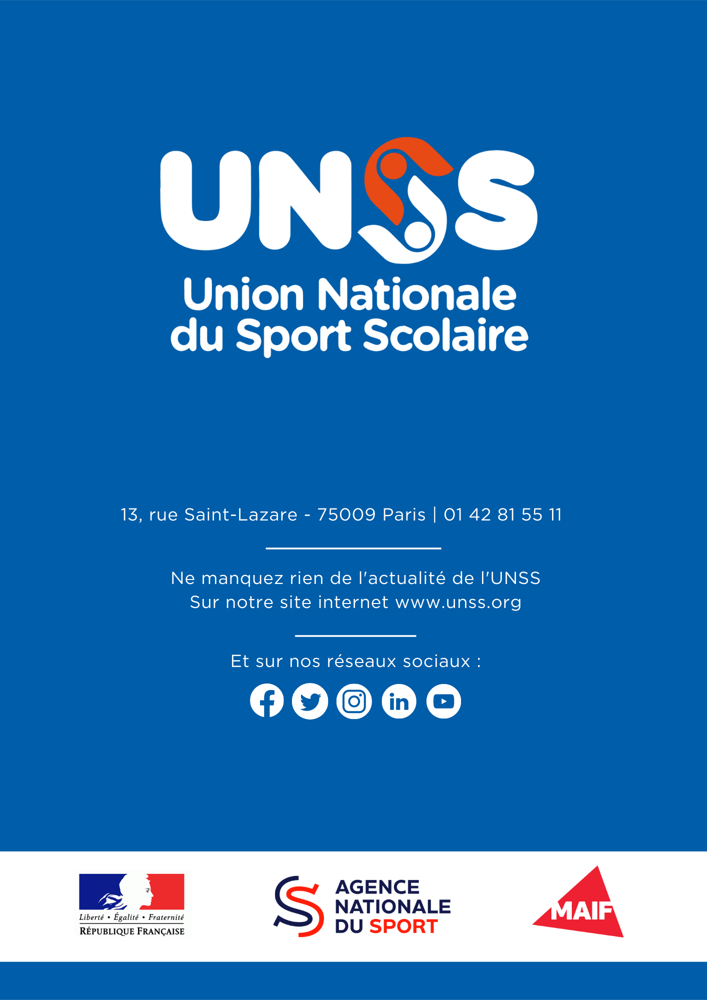 UNSS
Union Nationale
du Sport Scolaire
13, rue Saint-Lazare - 75009 Paris | 01 42 81 55 11
Ne manquez rien de l'actualité de l'UNSS
Sur notre site internet www.unss.org
Et sur nos réseaux sociaux :
Liberté • Égalité • Fraternité
RÉPUBLIQUE FRANÇAISE
AGENCE
NATIONALE
DU SPORT
MAIF